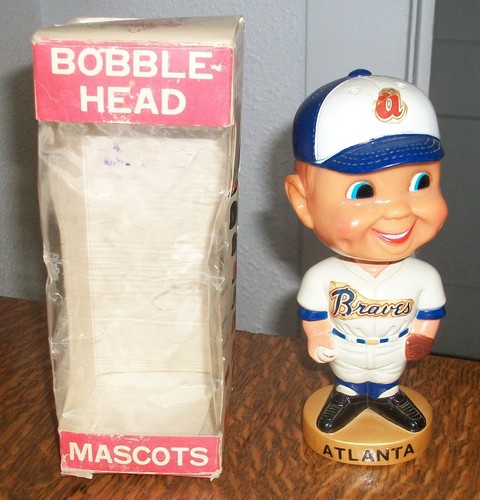 BOBBLE-
HEAD
MASCOTS
a
Braves
ATLANTA